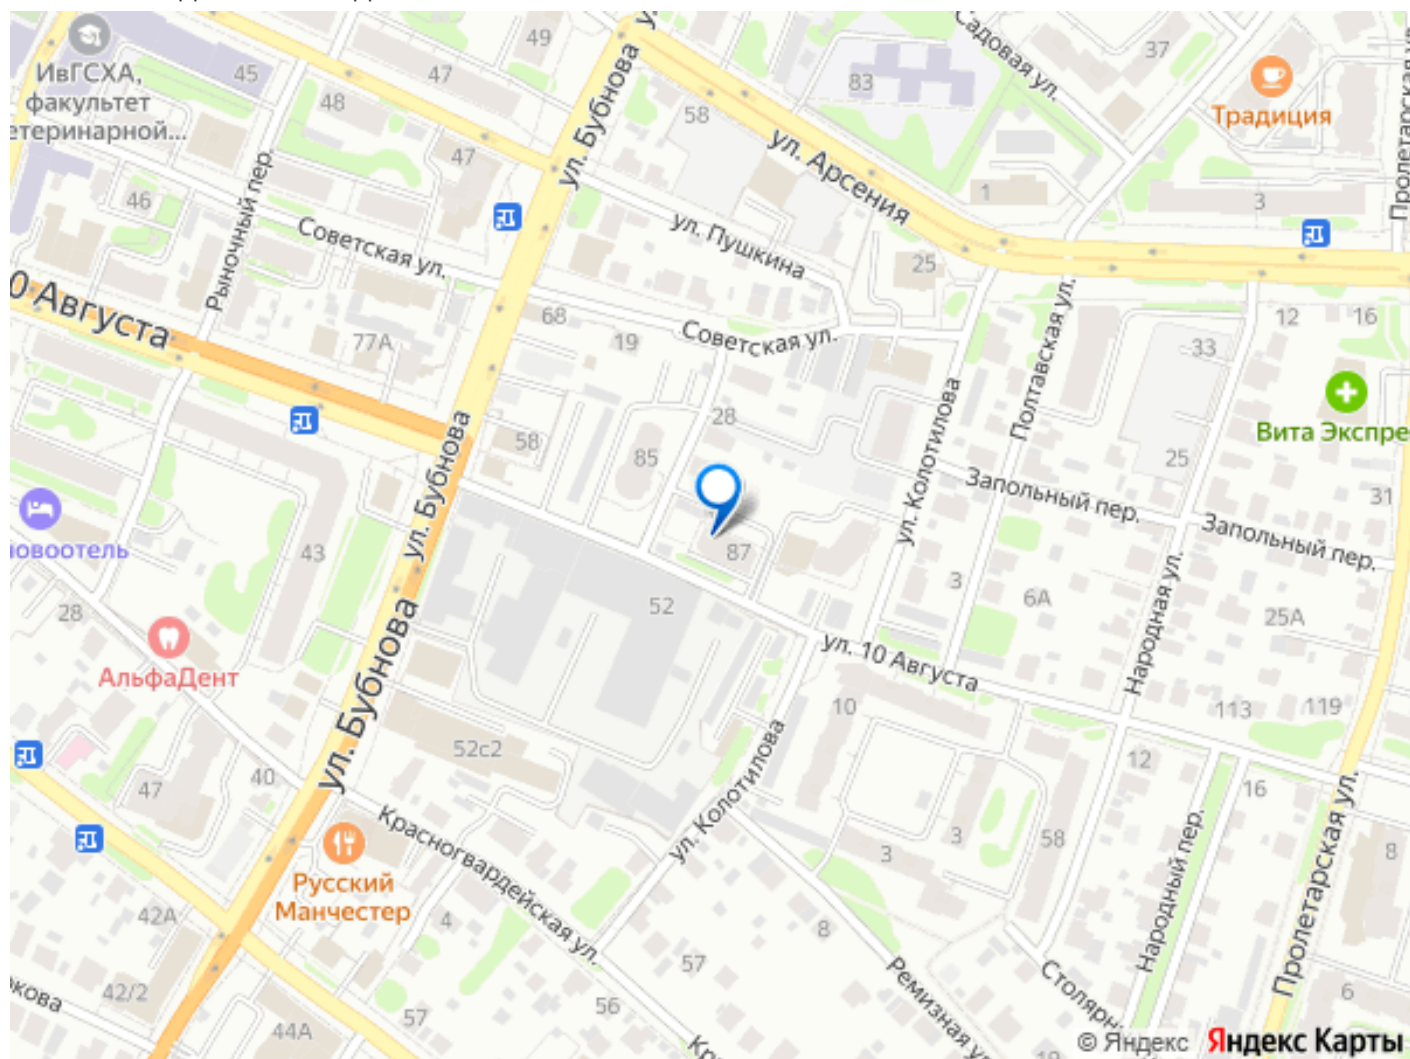 49
ул. Бубнова
Садовая ул.
37
ИвГСХА,
факультет
етеринарной...
45
47
48
83
Традиция
Пролетарская ул.
58
ул. Арсения
47
46
Рыночный пер.
Советская ул.
ул. Пушкина
1
3
25
0 Августа
77А
68
19
Советская ул.
Полтавская ул.
33
12
16
Вита Экспре
58
85
28
ул. Бубнова
ул. Колотилова
25
Запольный пер.
Запольный пер.
31
новоотель
43
87
28
52
3
6А
25А
Народная ул.
АльфаДент
ул. Бубнова
ул. 10 Августа
10
113
119
52с2
12
16
47
40
ул. Колотилова
Красногвардейская ул.
3
3
58
8
Народный пер.
Пролетарская ул.
Русский
Манчестер
42А
4
8
57
56
57
42/2
44А
Ремизная ул.
Столярн
6
кова
Кр
© Яндекс Яндекс Карты